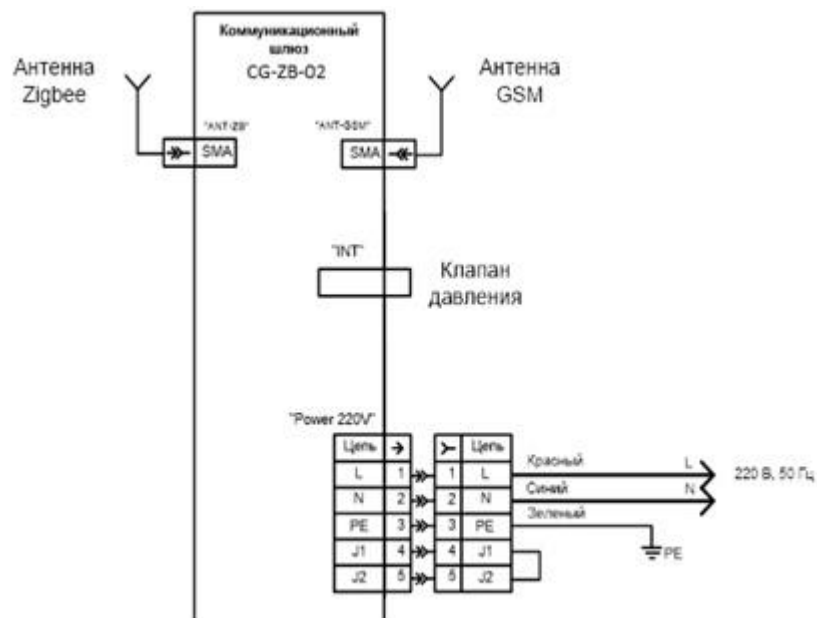 Коммуникационный
шлюз
CG-ZB-02
Антенна
Zigbee
Антенна
GSM
"ANT-ZB"
"ANT-GSM"
SMA
SMA
"INT"
Клапан
давления
"Power 220V"
Цепь
Цепь
L 1 1 L Красный L
220 В, 50 Гц
N 2 2 N Синий N
PE 3 3 PE Зеленый
PE
J1 4 4 J1
J2 5 5 J2